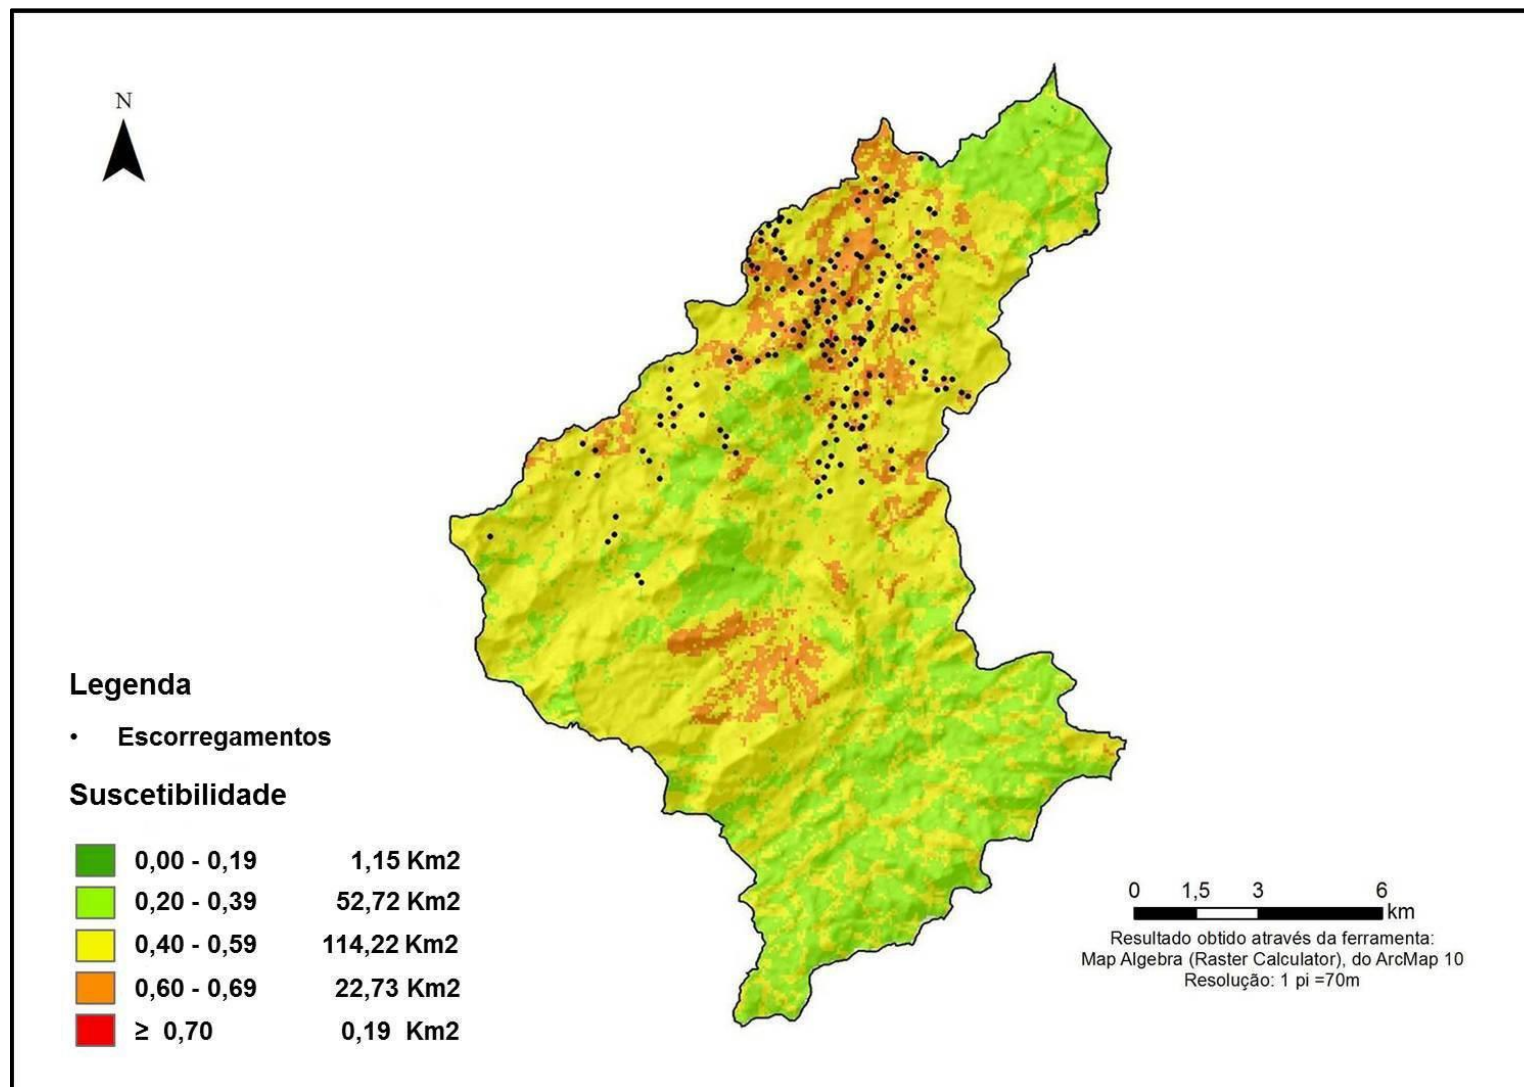 N
Legenda
• Escorregamentos
Suscetibilidade
0,00 - 0,19 1,15 Km2
0,20 - 0,39 52,72 Km2
0,40 - 0,59 114,22 Km2
0,60 - 0,69 22,73 Km2
≥ 0,70 0,19 Km2
0 1,5 3 6
km
Resultado obtido através da ferramenta:
Map Algebra (Raster Calculator), do ArcMap 10
Resolução: 1 pi =70m